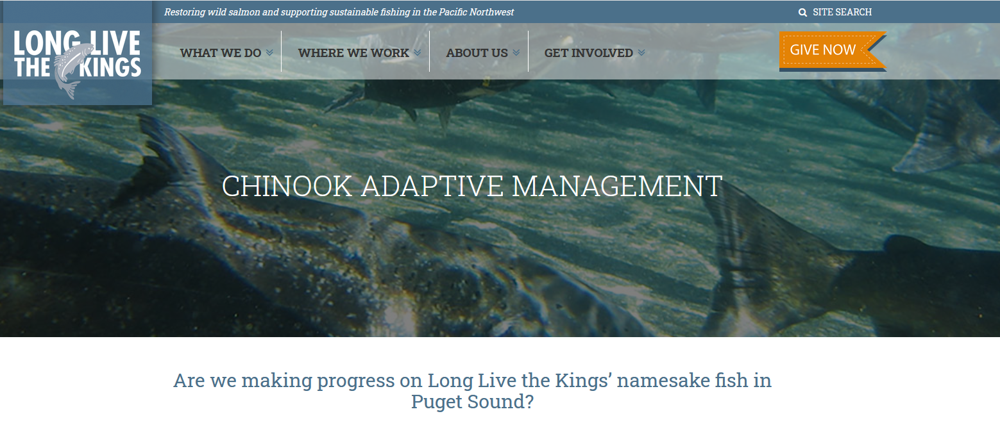 Restoring wild salmon and supporting sustainable fishing in the Pacific Northwest
SITE SEARCH
LONG LIVE
THE KINGS
WHAT WE DO
WHERE WE WORK
ABOUT US
GET INVOLVED
GIVE NOW
CHINOOK ADAPTIVE MANAGEMENT
Are we making progress on Long Live the Kings’ namesake fish in
Puget Sound?